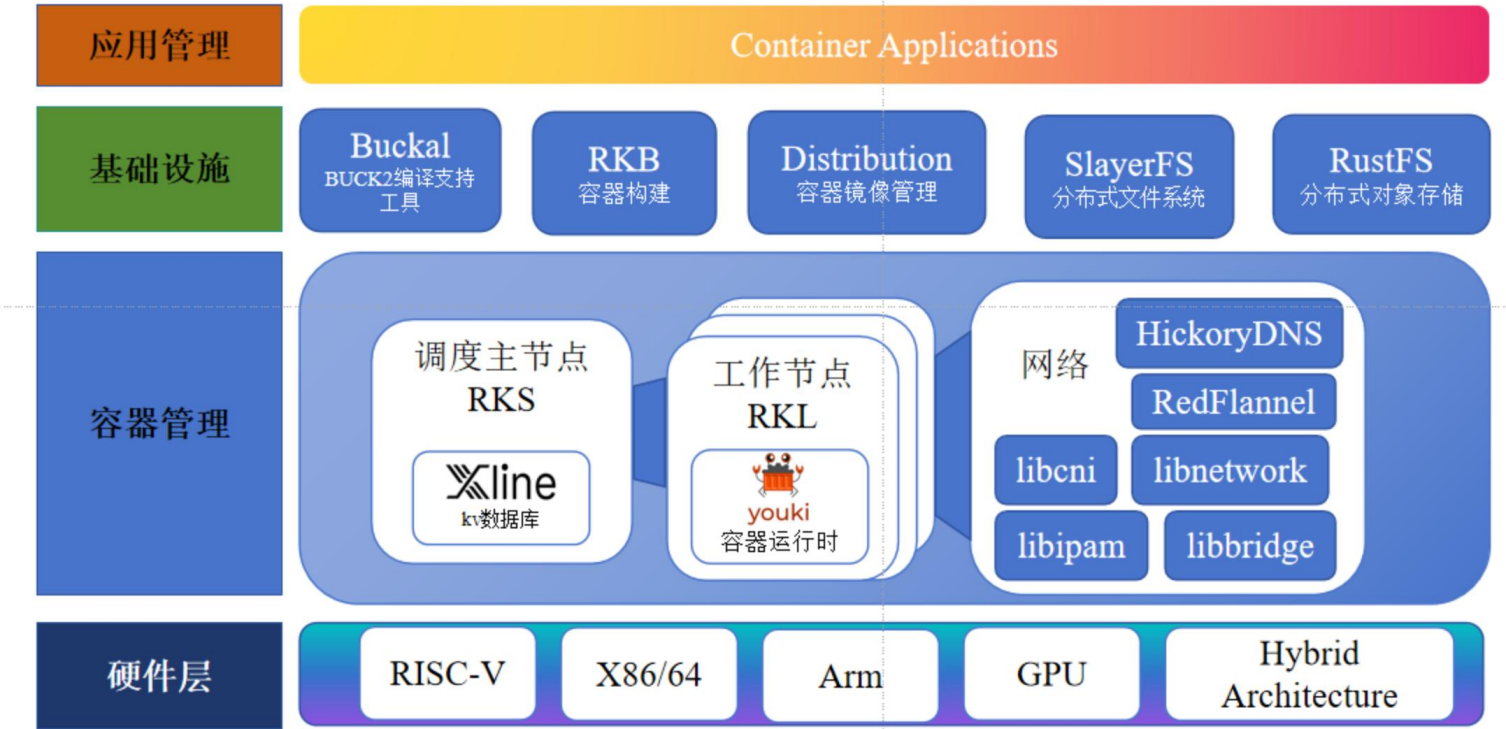 应用管理
Container Applications
基础设施
Buckal
BUCK2编译支持
工具
RKB
容器构建
Distribution
容器镜像管理
SlayerFS
分布式文件系统
RustFS
分布式对象存储
容器管理
调度主节点
RKS
Xline
kv数据库
工作节点
RKL
youki
容器运行时
网络
HickoryDNS
RedFlannel
libcni
libnetwork
libipam
libbridge
硬件层
RISC-V
X86/64
Arm
GPU
Hybrid
Architecture